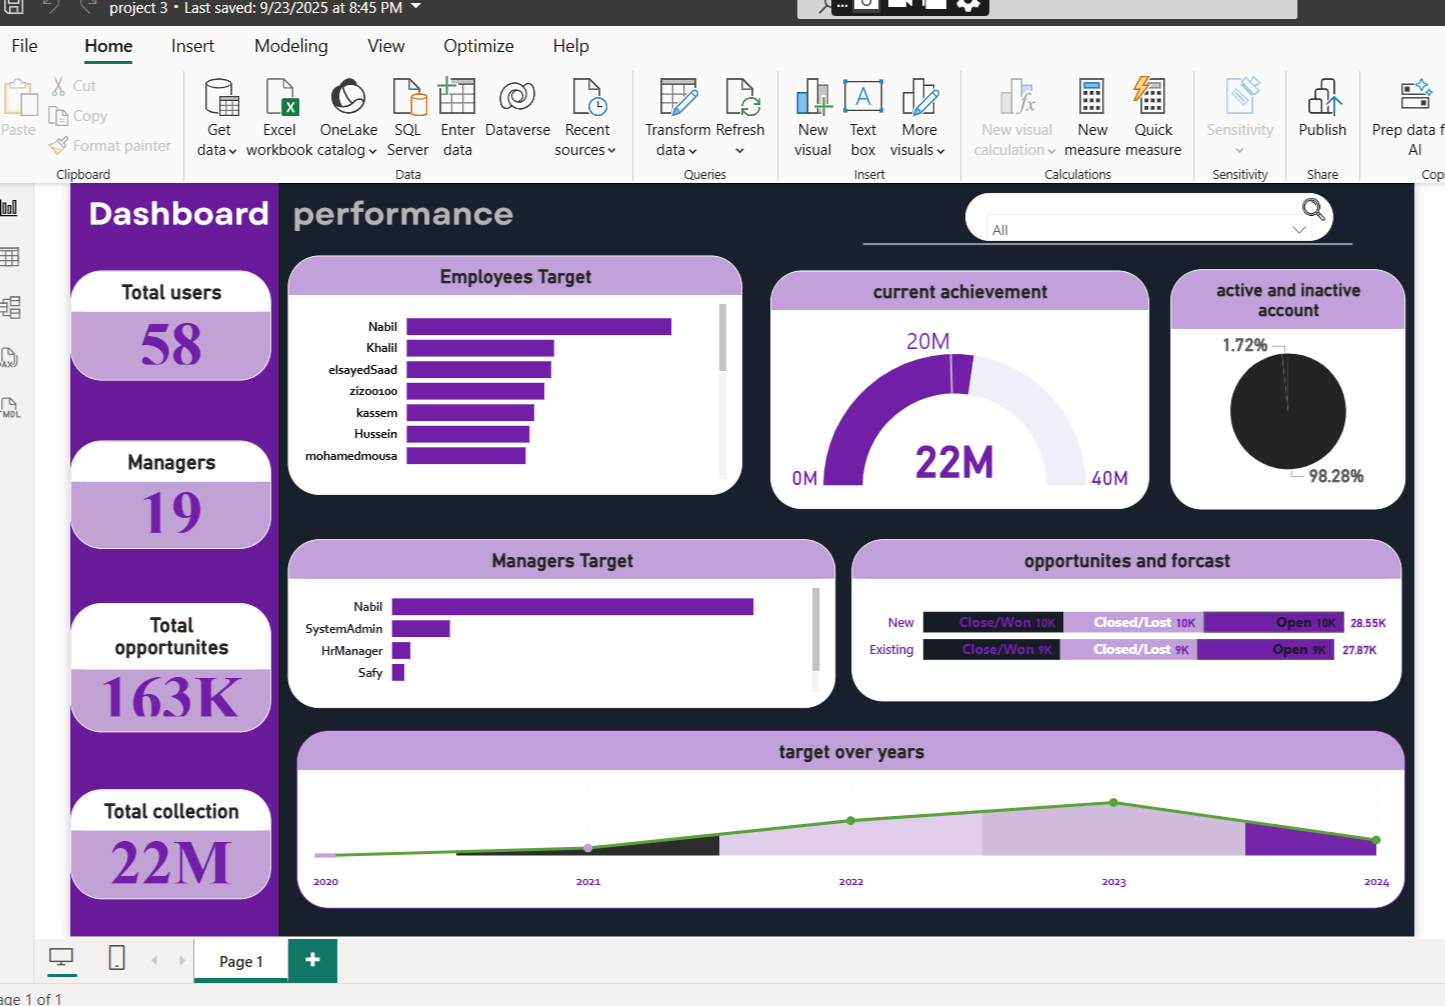 project 3 • Last saved: 9/23/2025 at 8:45 PM
File Home Insert Modeling View Optimize Help
Paste
Cut
Copy
Format painter
Clipboard
Get data
Excel workbook
OneLake catalog
SQL Server
Enter data
Dataverse
Recent sources
Data
Transform data
Refresh
Queries
New visual
Text box
More visuals
Insert
New visual calculation
New measure
Quick measure
Calculations
Sensitivity
Sensitivity
Publish
Share
Prep data f
AI
Copi
Dashboard performance
All
Total users
58
Managers
19
Total opportunites
163K
Total collection
22M
Employees Target
Nabil
Khalil
elsayedSaad
zizoo100
kassem
Hussein
mohamedmousa
current achievement
20M
22M
0M
40M
active and inactive account
1.72%
98.28%
Managers Target
Nabil
SystemAdmin
HrManager
Safy
opportunites and forcast
New Close/Won 10K Closed/Lost 10K Open 10K 28.55K
Existing Close/Won 9K Closed/Lost 9K Open 9K 27.87K
target over years
2020 2021 2022 2023 2024
Page 1
age 1 of 1